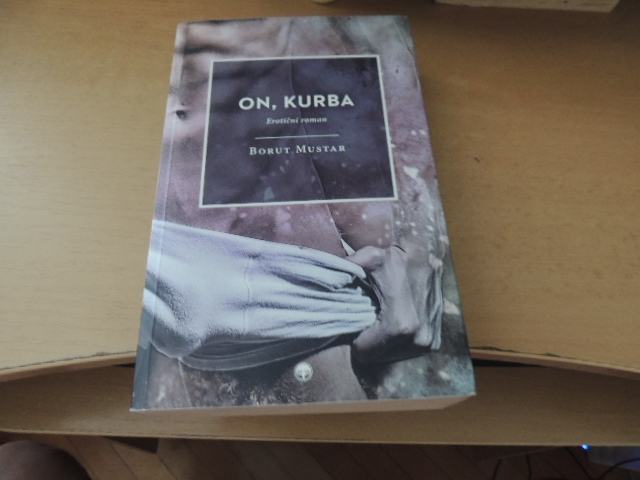 ON, KURBA
Erotični roman
BORUT MUSTAR